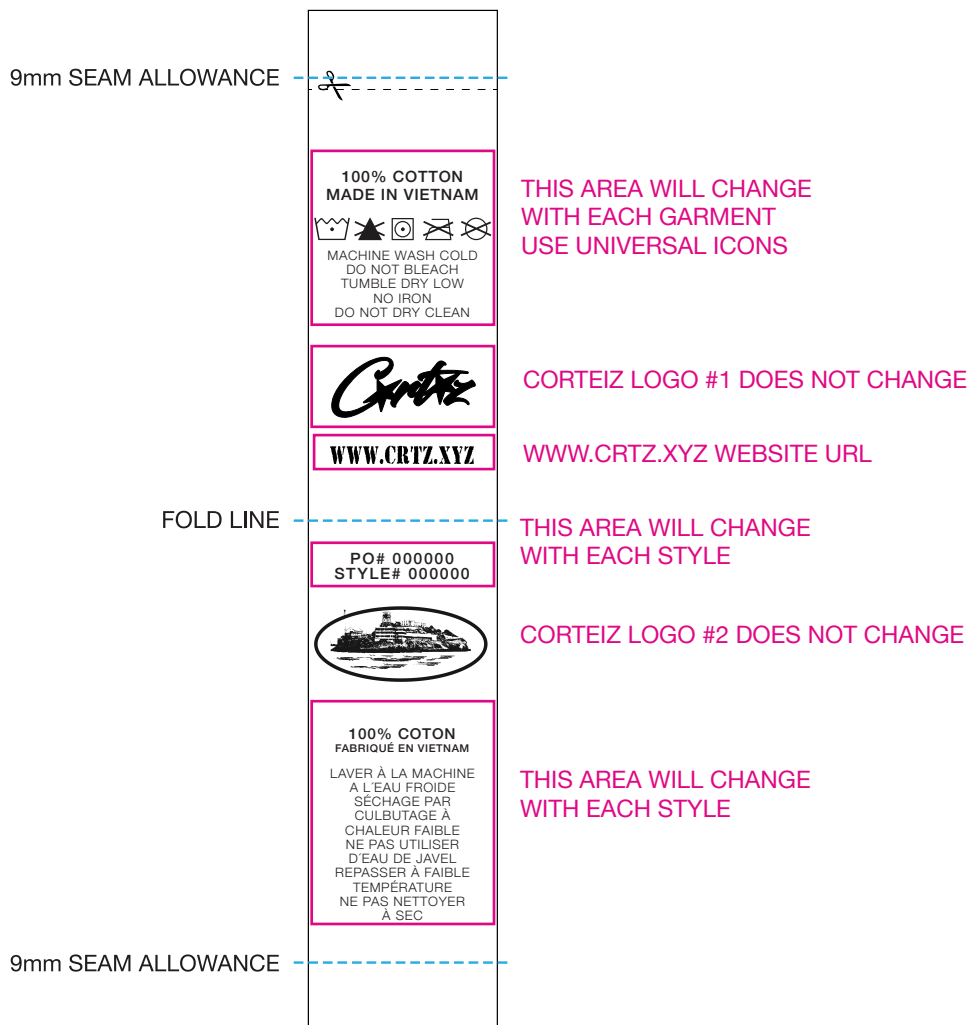 9mm SEAM ALLOWANCE
100% COTTON
MADE IN VIETNAM
MACHINE WASH COLD
DO NOT BLEACH
TUMBLE DRY LOW
NO IRON
DO NOT DRY CLEAN
THIS AREA WILL CHANGE
WITH EACH GARMENT
USE UNIVERSAL ICONS
Crtz
CORTEIZ LOGO #1 DOES NOT CHANGE
WWW.CRTZ.XYZ
WWW.CRTZ.XYZ WEBSITE URL
FOLD LINE
THIS AREA WILL CHANGE
WITH EACH STYLE
PO# 000000
STYLE# 000000
CORTEIZ LOGO #2 DOES NOT CHANGE
100% COTON
FABRIQUÉ EN VIETNAM
LAVER À LA MACHINE
A L´EAU FROIDE
SÉCHAGE PAR
CULBUTAGE À
CHALEUR FAIBLE
NE PAS UTILISER
D´EAU DE JAVEL
REPASSER À FAIBLE
TEMPÉRATURE
NE PAS NETTOYER
À SEC
THIS AREA WILL CHANGE
WITH EACH STYLE
9mm SEAM ALLOWANCE